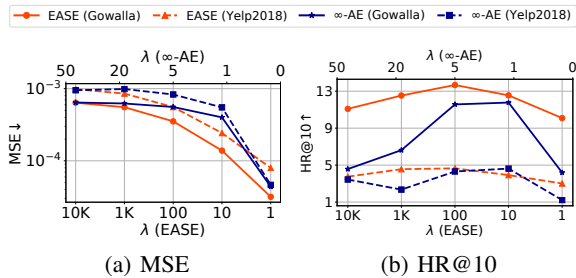 EASE (Gowalla) EASE (Yelp2018) ∞-AE (Gowalla) ∞-AE (Yelp2018)
λ (∞-AE)
50 20 5 1 0
10⁻³
10⁻⁴
MSE↓
10K 1K 100 10 1
λ (EASE)
(a) MSE
λ (∞-AE)
50 20 5 1 0
13
9
5
1
HR@10↑
10K 1K 100 10 1
λ (EASE)
(b) HR@10